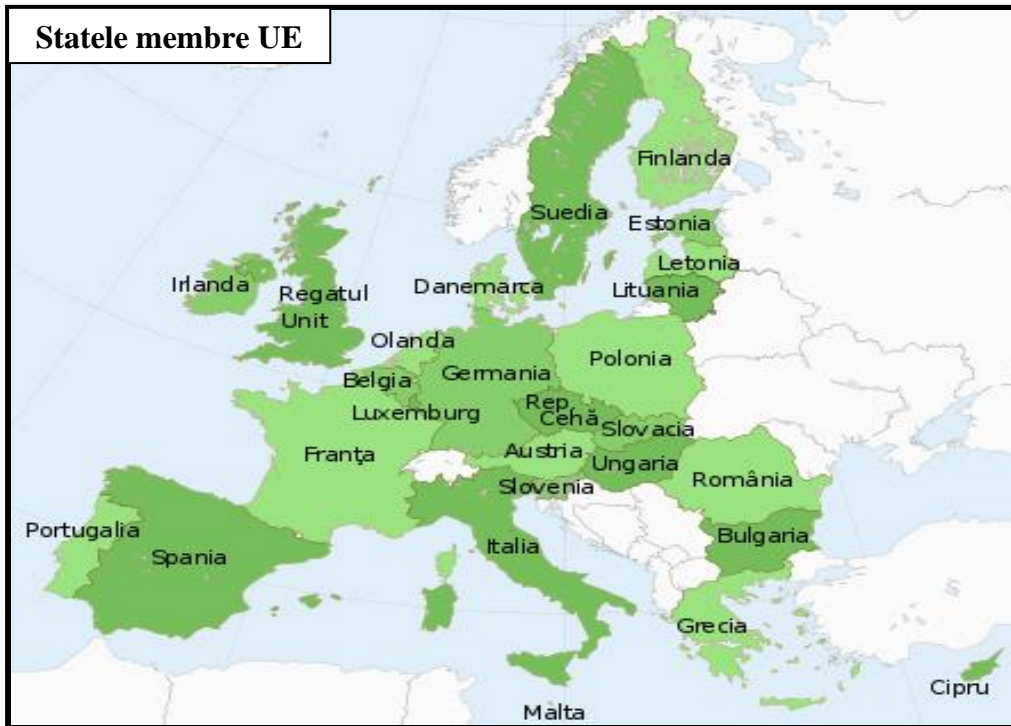 Statele membre UE
Finlanda
Suedia
Estonia
Letonia
Lituania
Irlanda
Regatul
Unit
Danemarca
Olanda
Belgia
Germania
Polonia
Luxemburg
Rep.
Cehă
Slovacia
Franţa
Austria
Ungaria
România
Slovenia
Portugalia
Spania
Italia
Bulgaria
Grecia
Cipru
Malta